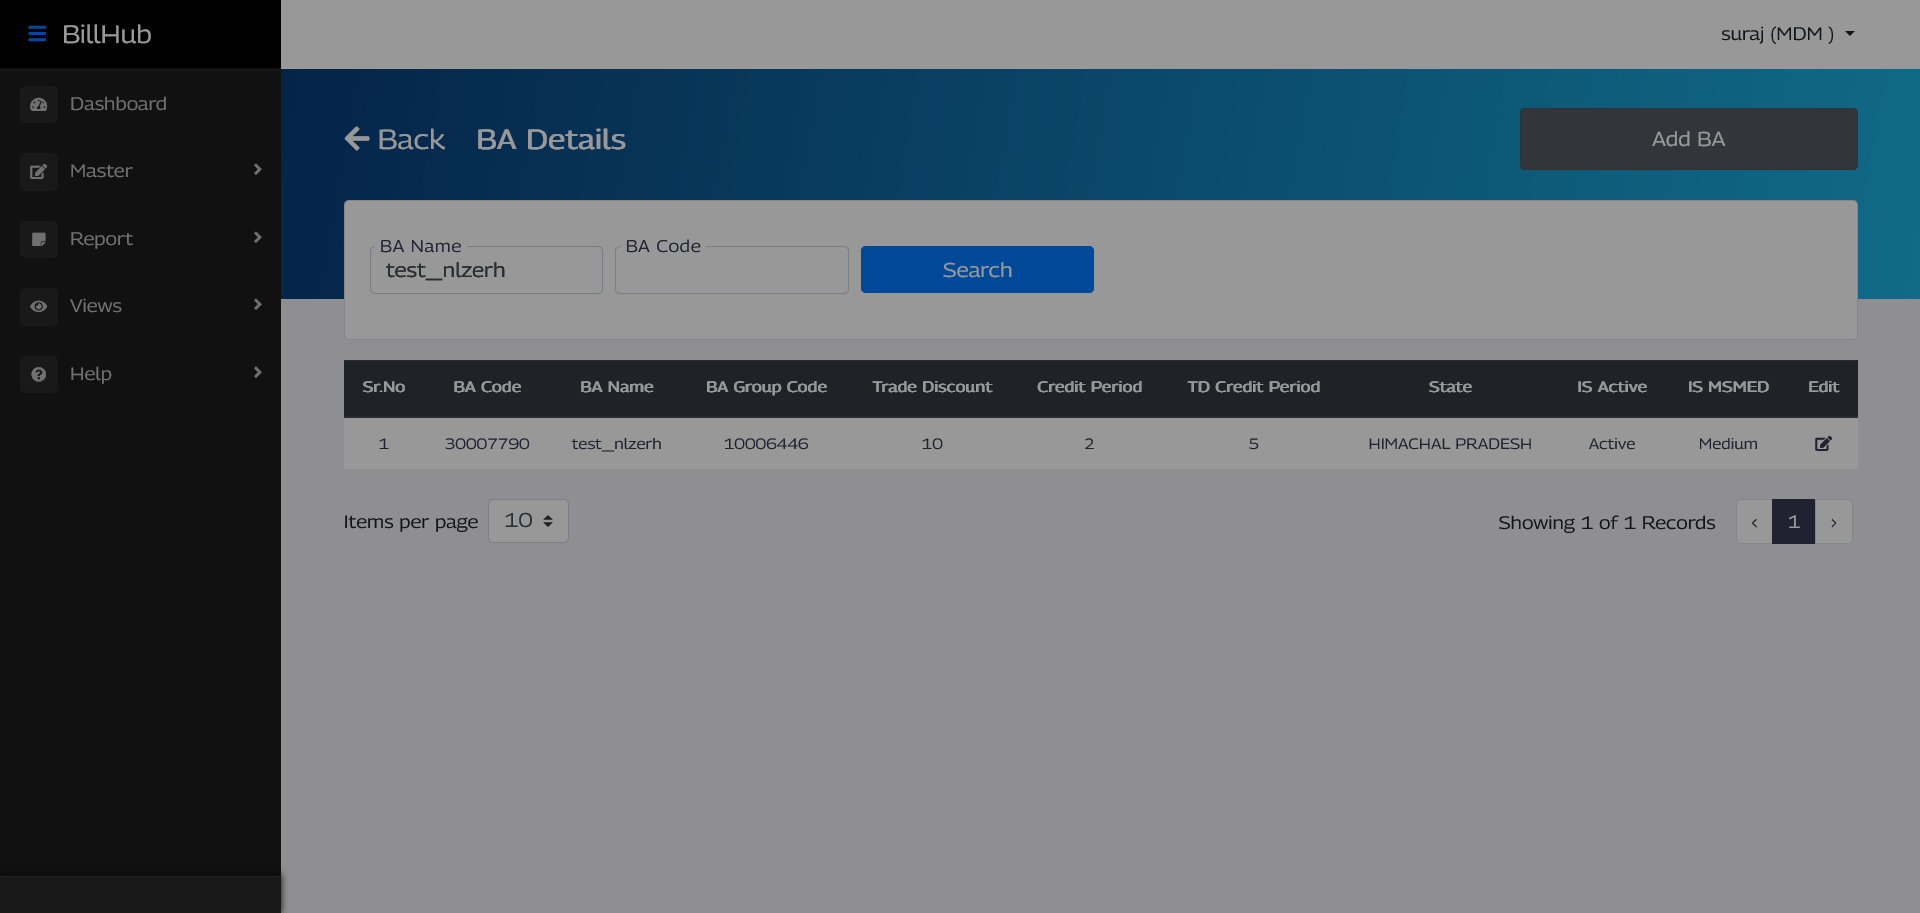 BillHub
suraj (MDM )
Dashboard
Master
Report
Views
Help
Back BA Details
Add BA
BA Name
test_nlzerh
BA Code
Search
Sr.No BA Code BA Name BA Group Code Trade Discount Credit Period TD Credit Period State IS Active IS MSMED Edit
1 30007790 test_nlzerh 10006446 10 2 5 HIMACHAL PRADESH Active Medium
Items per page 10
Showing 1 of 1 Records ‹ 1 ›